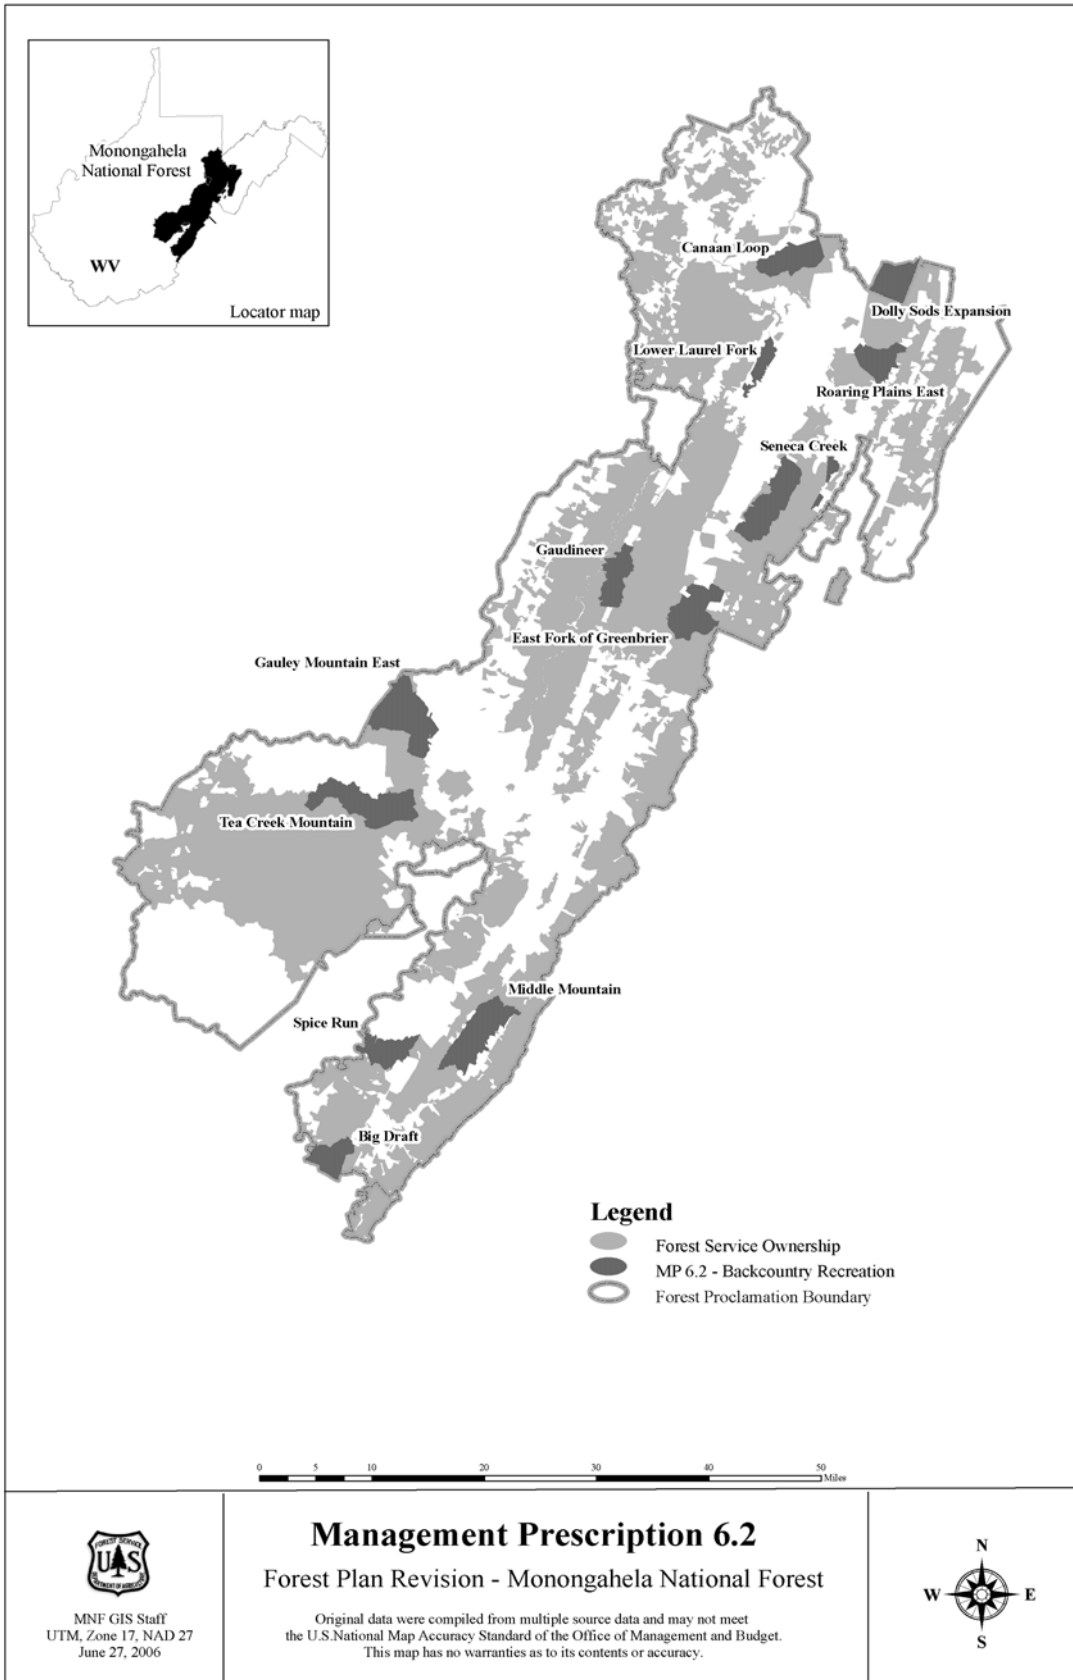 Monongahela
National Forest
WV
Locator map
Canaan Loop
Dolly Sods Expansion
Lower Laurel Fork
Roaring Plains East
Seneca Creek
Gaudineer
East Fork of Greenbrier
Gauley Mountain East
Tea Creek Mountain
Middle Mountain
Spice Run
Big Draft
Legend
Forest Service Ownership
MP 6.2 - Backcountry Recreation
Forest Proclamation Boundary
0 5 10 20 30 40 50
Miles
FOREST SERVICE
U S
DEPARTMENT OF AGRICULTURE
MNF GIS Staff
UTM, Zone 17, NAD 27
June 27, 2006
Management Prescription 6.2
Forest Plan Revision - Monongahela National Forest
Original data were compiled from multiple source data and may not meet
the U.S.National Map Accuracy Standard of the Office of Management and Budget.
This map has no warranties as to its contents or accuracy.
N
W E
S